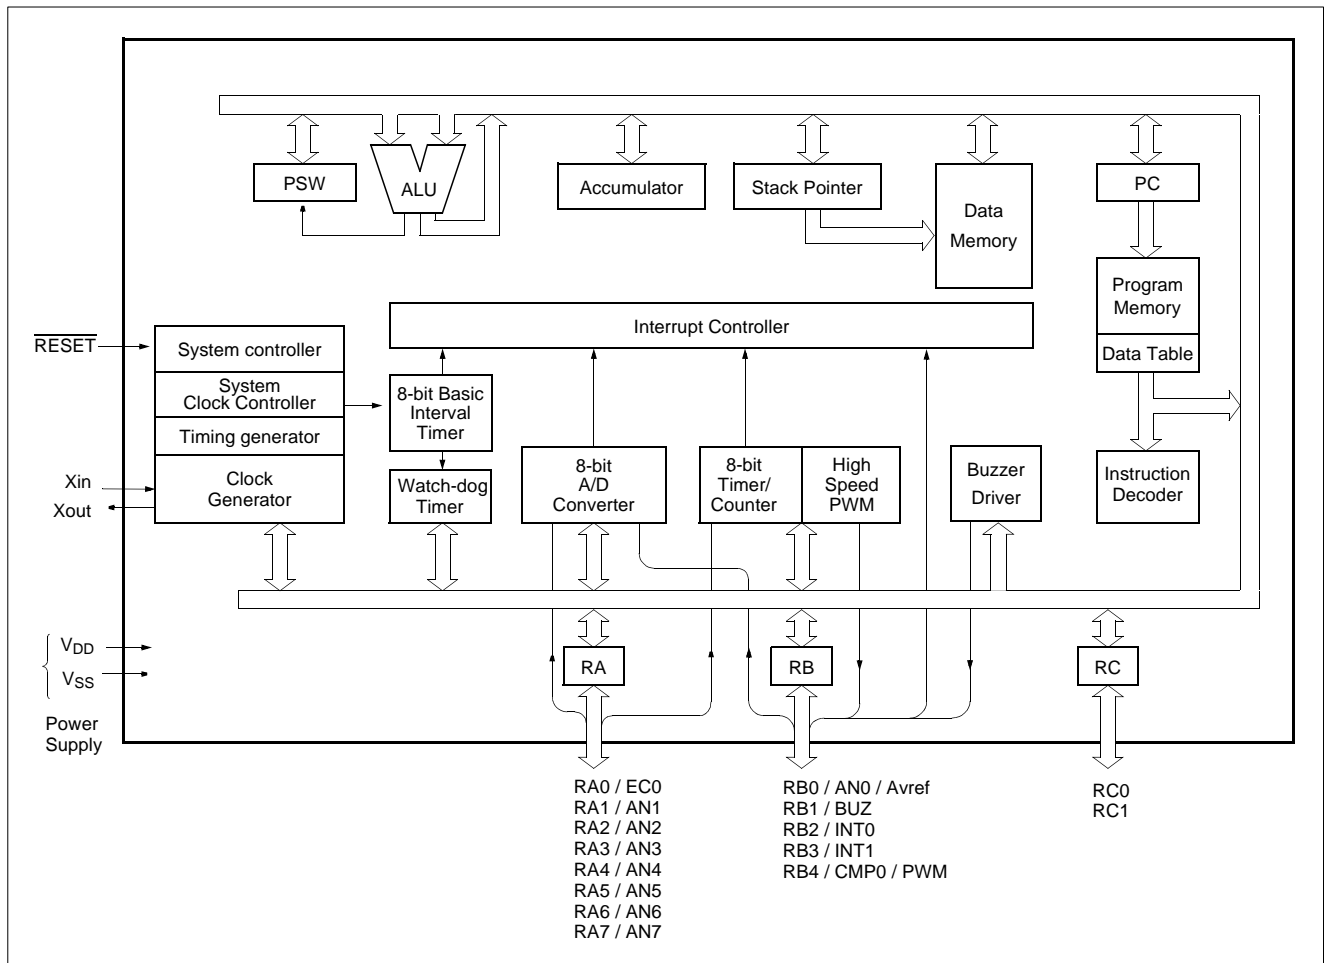 PSW
ALU
Accumulator
Stack Pointer
Data
Memory
PC
Program
Memory
Data Table
Interrupt Controller
RESET
System controller
System
Clock Controller
Timing generator
Clock
Generator
Xin
Xout
8-bit Basic
Interval
Timer
Watch-dog
Timer
8-bit
A/D
Converter
8-bit
Timer/
Counter
High
Speed
PWM
Buzzer
Driver
Instruction
Decoder
VDD
VSS
Power
Supply
RA
RB
RC
RA0 / EC0
RA1 / AN1
RA2 / AN2
RA3 / AN3
RA4 / AN4
RA5 / AN5
RA6 / AN6
RA7 / AN7
RB0 / AN0 / Avref
RB1 / BUZ
RB2 / INT0
RB3 / INT1
RB4 / CMP0 / PWM
RC0
RC1